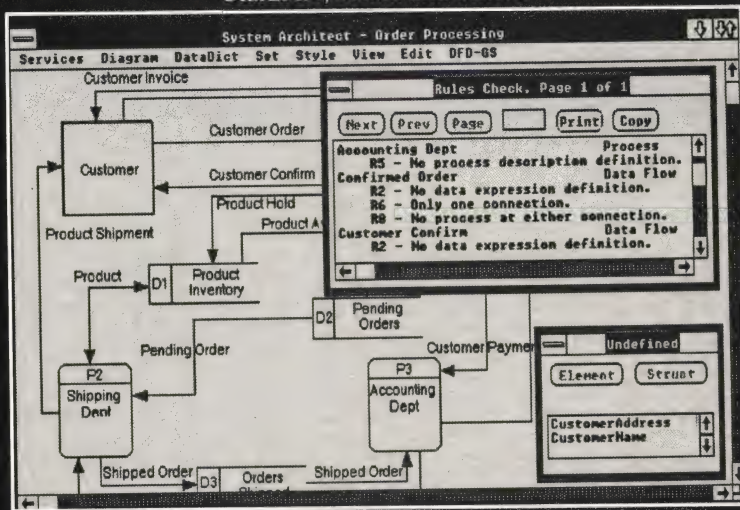 System Architect - Order Processing
Services Diagram DataDict Set Style View Edit DFD-GS
Customer Invoice
Customer
Customer Order
Customer Confirm
Product Hold
Product Shipment
Product
D1 Product
Inventory
D2 Pending
Orders
Pending Order
Customer
P2
Shipping
Dept
P3
Accounting
Dept
Shipped Order
D3 Orders
Shipped Order
Rules Check, Page 1 of 1
Next Prev Page Print Copy
Accounting Dept Process
R5 - No process description definition.
Confirmed Order Data Flow
R2 - No data expression definition.
R6 - Only one connection.
R8 - No process at either connection.
Customer Confirm Data Flow
R2 - No data expression definition.
Undefined
Element Struct
CustomerAddress
CustomerName